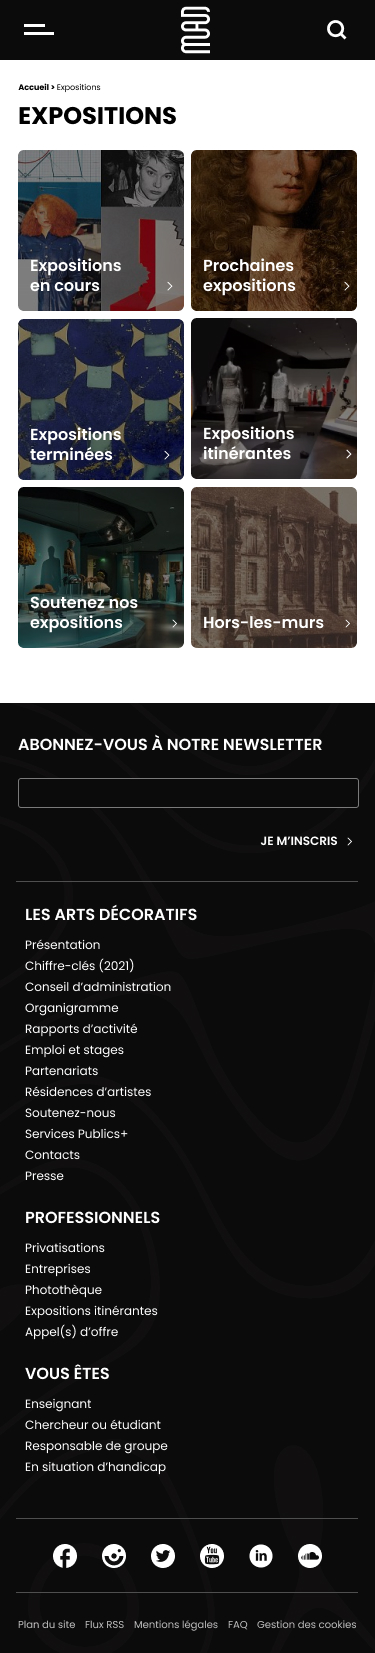 MAD
Accueil > Expositions
EXPOSITIONS
Expositions
en cours
Prochaines
expositions
Expositions
terminées
Expositions
itinérantes
Soutenez nos
expositions
Hors-les-murs
ABONNEZ-VOUS À NOTRE NEWSLETTER
JE M’INSCRIS
LES ARTS DÉCORATIFS
Présentation
Chiffre-clés (2021)
Conseil d’administration
Organigramme
Rapports d’activité
Emploi et stages
Partenariats
Résidences d’artistes
Soutenez-nous
Services Publics+
Contacts
Presse
PROFESSIONNELS
Privatisations
Entreprises
Photothèque
Expositions itinérantes
Appel(s) d’offre
VOUS ÊTES
Enseignant
Chercheur ou étudiant
Responsable de groupe
En situation d’handicap
You
Tube
in
Plan du site Flux RSS Mentions légales FAQ Gestion des cookies